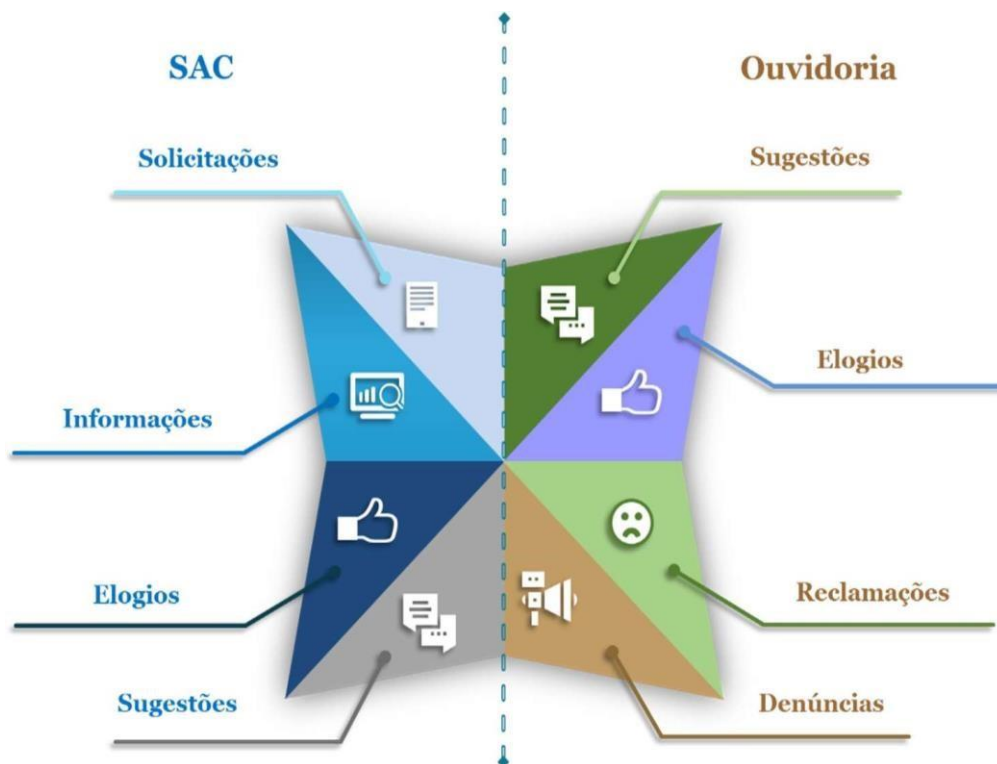 SAC
Solicitações
Informações
Elogios
Sugestões
Ouvidoria
Sugestões
Elogios
Reclamações
Denúncias